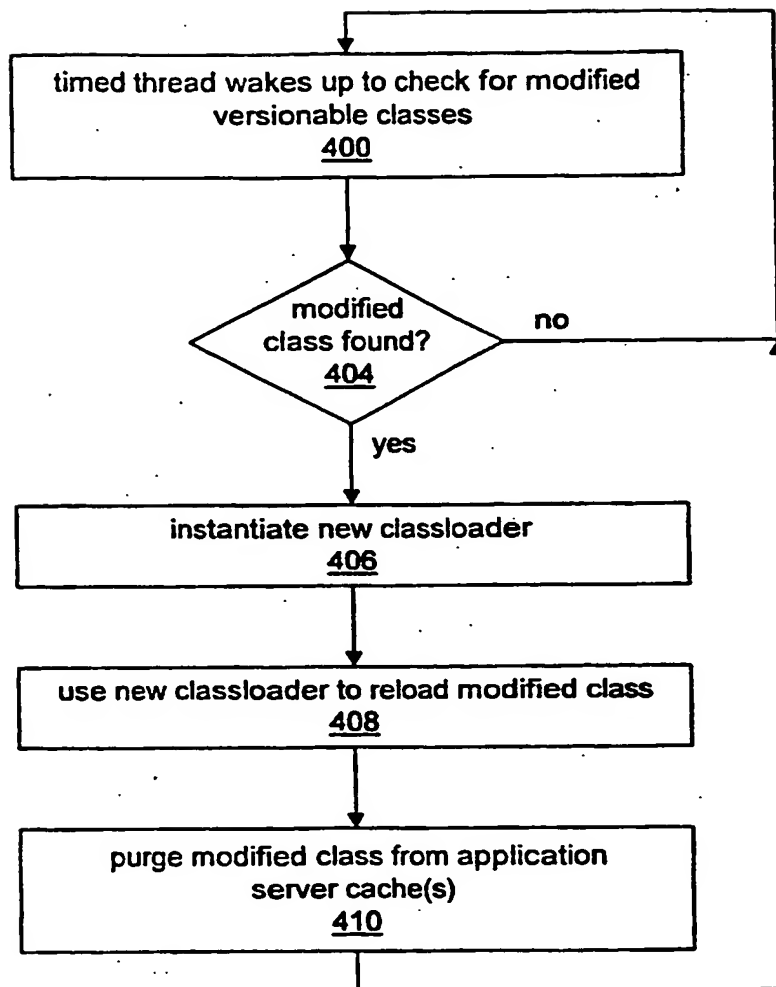 timed thread wakes up to check for modified
versionable classes
400
modified
class found?
404
no
yes
instantiate new classloader
406
use new classloader to reload modified class
408
purge modified class from application
server cache(s)
410